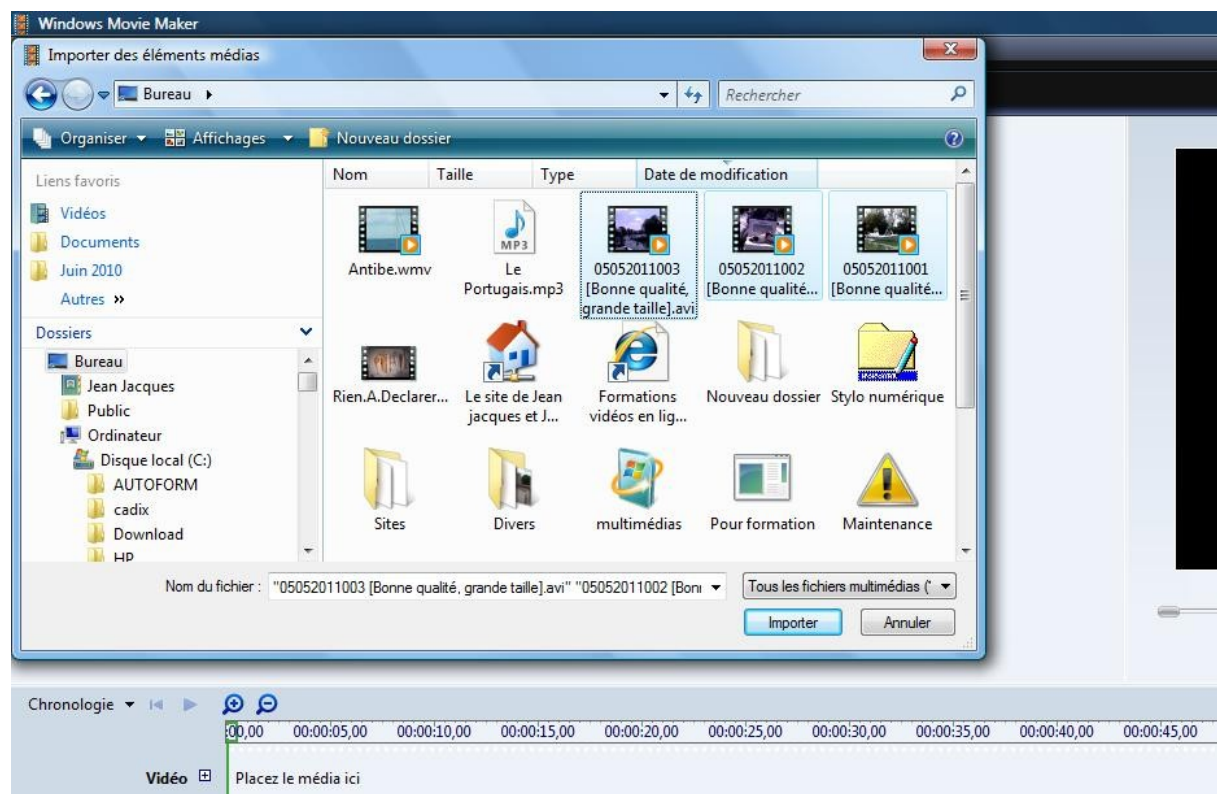 Windows Movie Maker
Importer des éléments médias
Bureau
Rechercher
Organiser
Affichages
Nouveau dossier
Liens favoris
Vidéos
Documents
Juin 2010
Autres »
Dossiers
Bureau
Jean Jacques
Public
Ordinateur
Disque local (C:)
AUTOFORM
cadix
Download
HP
Nom Taille Type Date de modification
Antibe.wmv
Le
Portugais.mp3
MP3
05052011003
[Bonne qualité,
grande taille].avi
05052011002
[Bonne qualité...
05052011001
[Bonne qualité...
Rien.A.Declarer...
Le site de Jean
jacques et J...
Formations
vidéos en lig...
Nouveau dossier
Stylo numérique
Sites
Divers
multimédias
Pour formation
Maintenance
Nom du fichier : "05052011003 [Bonne qualité, grande taille].avi" "05052011002 [Bon
Tous les fichiers multimédias (*
Importer
Annuler
Chronologie
00,00 00:00:05,00 00:00:10,00 00:00:15,00 00:00:20,00 00:00:25,00 00:00:30,00 00:00:35,00 00:00:40,00 00:00:45,00
Vidéo
Placez le média ici